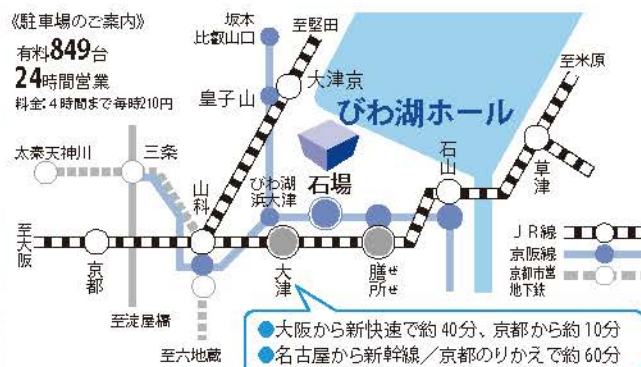 《駐車場のご案内》
有料849台
24時間営業
料金:4時間まで毎時210円
坂本
比叡山口
至堅田
大津京
皇子山
びわ湖ホール
至米原
太秦天神川
三条
山科
びわ湖
浜大津
石場
石山
草津
至大阪
京都
大津
膳所
ぜぜ
至淀屋橋
至六地蔵
JR線
京阪線
京都市営
地下鉄
●大阪から新快速で約40分、京都から約10分
●名古屋から新幹線/京都のりかえで約60分